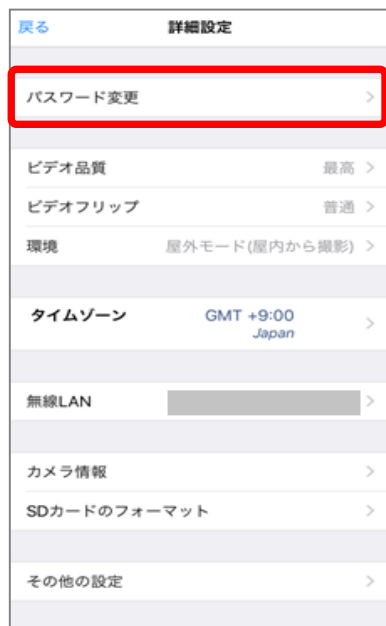 戻る 詳細設定
パスワード変更
ビデオ品質 最高
ビデオフリップ 普通
環境 屋外モード(屋内から撮影)
タイムゾーン GMT +9:00
Japan
無線LAN
カメラ情報
SDカードのフォーマット
その他の設定